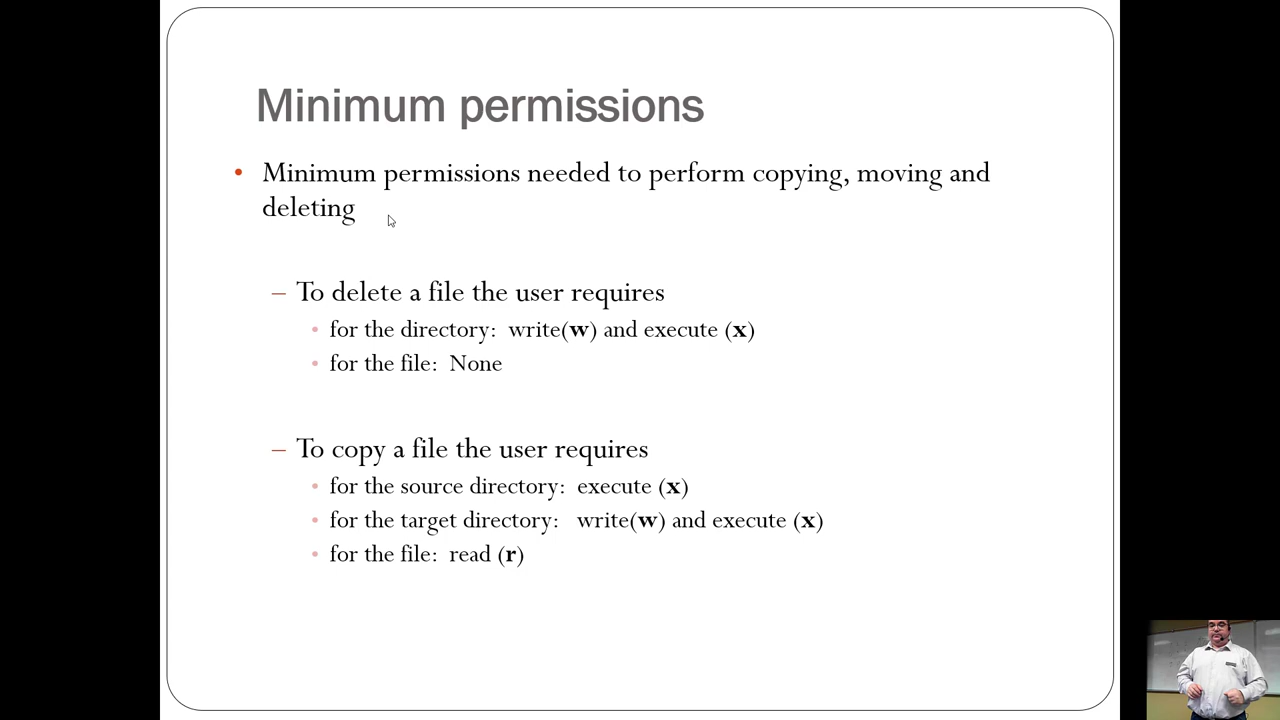 Minimum permissions
• Minimum permissions needed to perform copying, moving and
deleting
– To delete a file the user requires
• for the directory: write(w) and execute (x)
• for the file: None
– To copy a file the user requires
• for the source directory: execute (x)
• for the target directory: write(w) and execute (x)
• for the file: read (r)